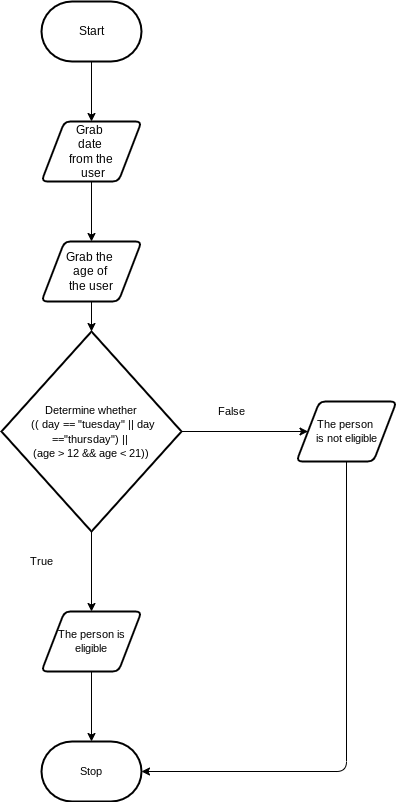 Start
Grab
date
from the
user
Grab the
age of
the user
Determine whether
(( day == "tuesday" || day
=="thursday") ||
(age > 12 && age < 21))
False
The person
is not eligible
True
The person is
eligible
Stop